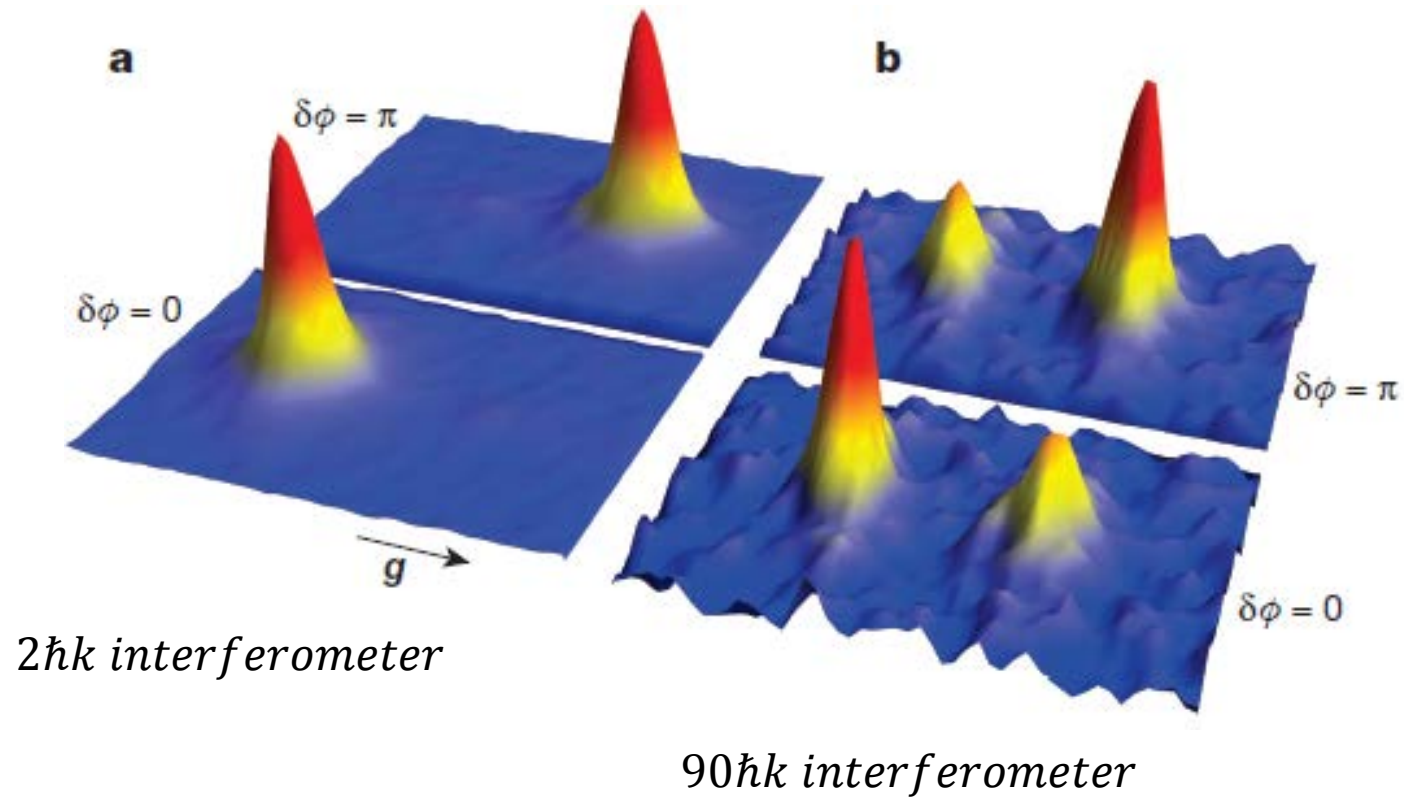 a
b
δϕ = π
δϕ = 0
δϕ = π
g
δϕ = 0
2ℏk interferometer
90ℏk interferometer